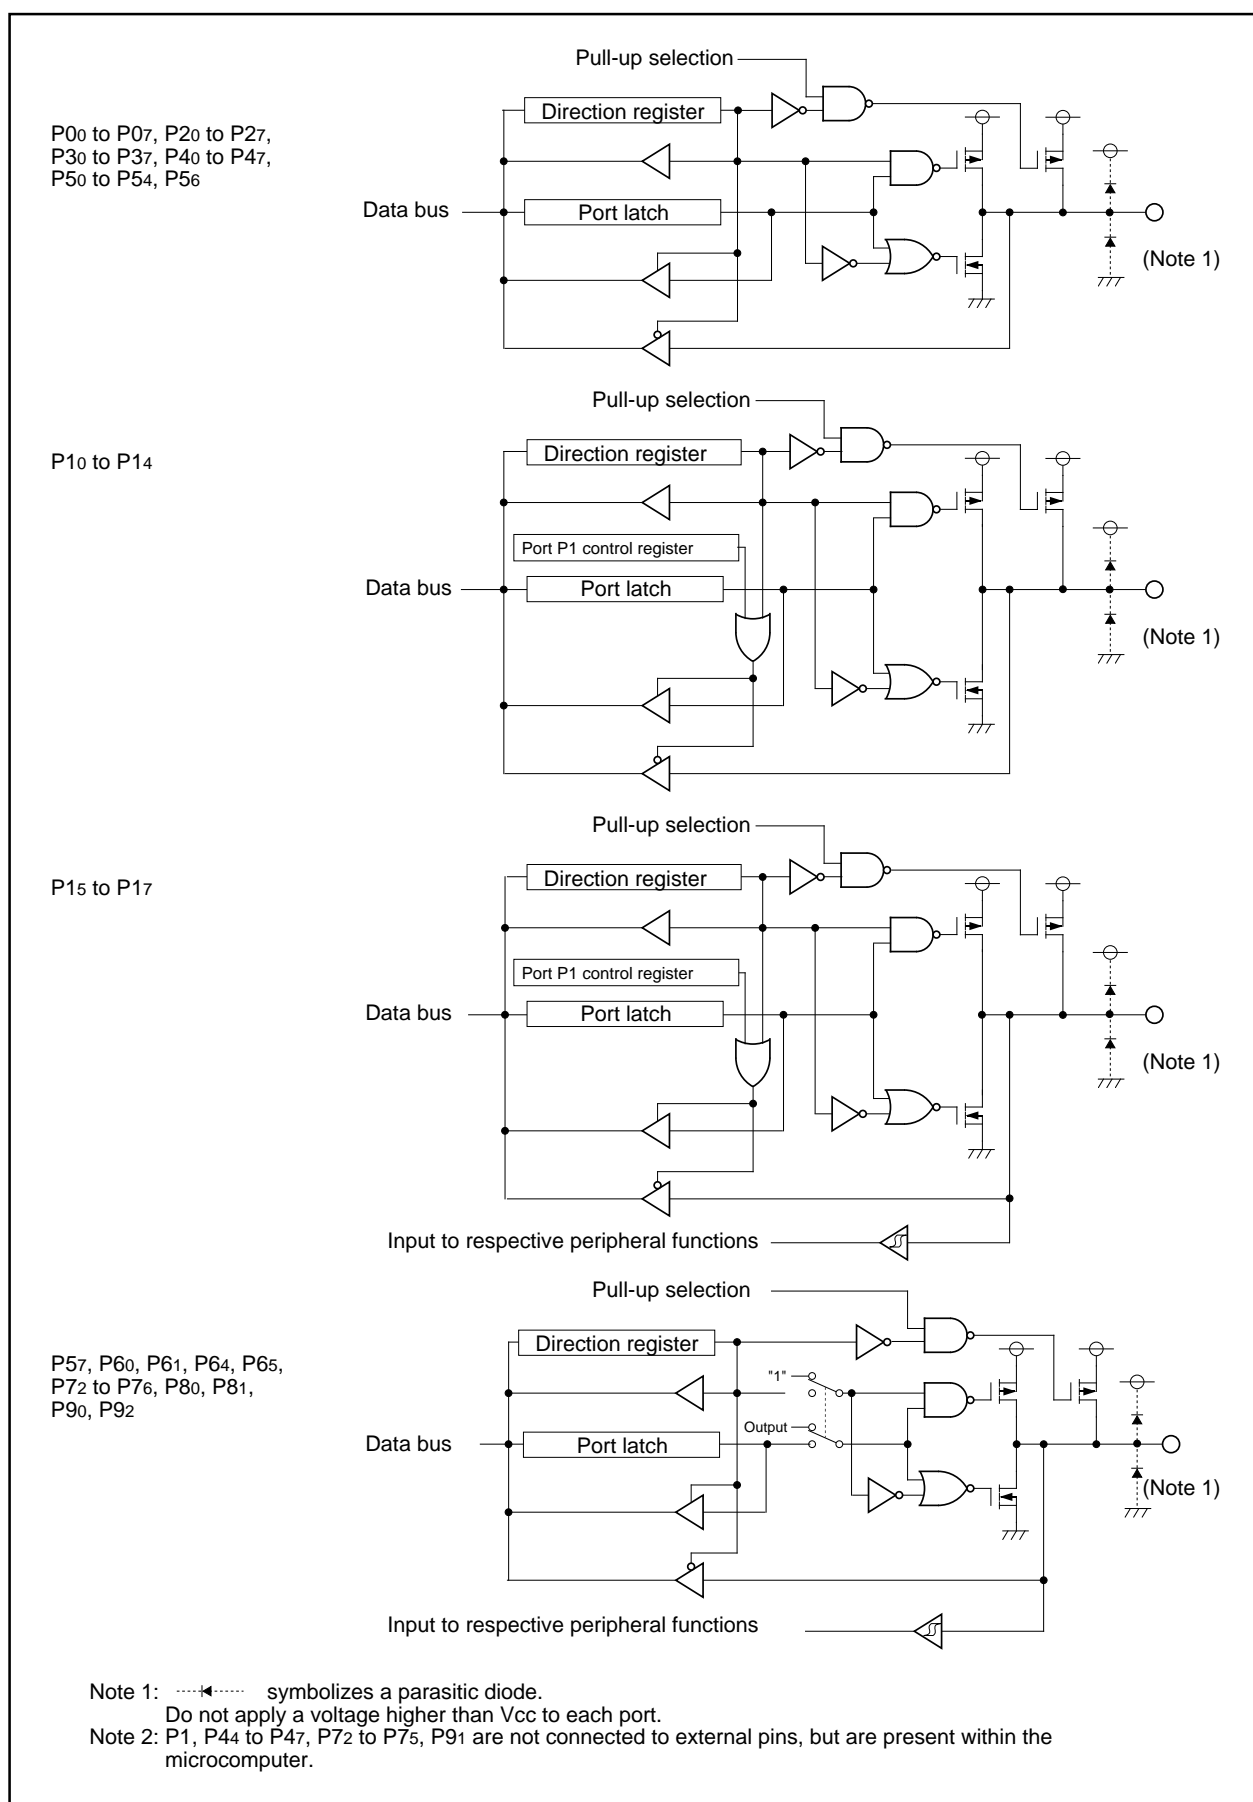 Pull-up selection
Direction register
P00 to P07, P20 to P27,
P30 to P37, P40 to P47,
P50 to P54, P56
Data bus
Port latch
(Note 1)
Pull-up selection
Direction register
P10 to P14
Port P1 control register
Data bus
Port latch
(Note 1)
Pull-up selection
Direction register
P15 to P17
Port P1 control register
Data bus
Port latch
(Note 1)
Input to respective peripheral functions
Pull-up selection
Direction register
P57, P60, P61, P64, P65,
P72 to P76, P80, P81,
P90, P92
"1"
Output
Data bus
Port latch
(Note 1)
Input to respective peripheral functions
Note 1: symbolizes a parasitic diode.
Do not apply a voltage higher than Vcc to each port.
Note 2: P1, P44 to P47, P72 to P75, P91 are not connected to external pins, but are present within the
microcomputer.